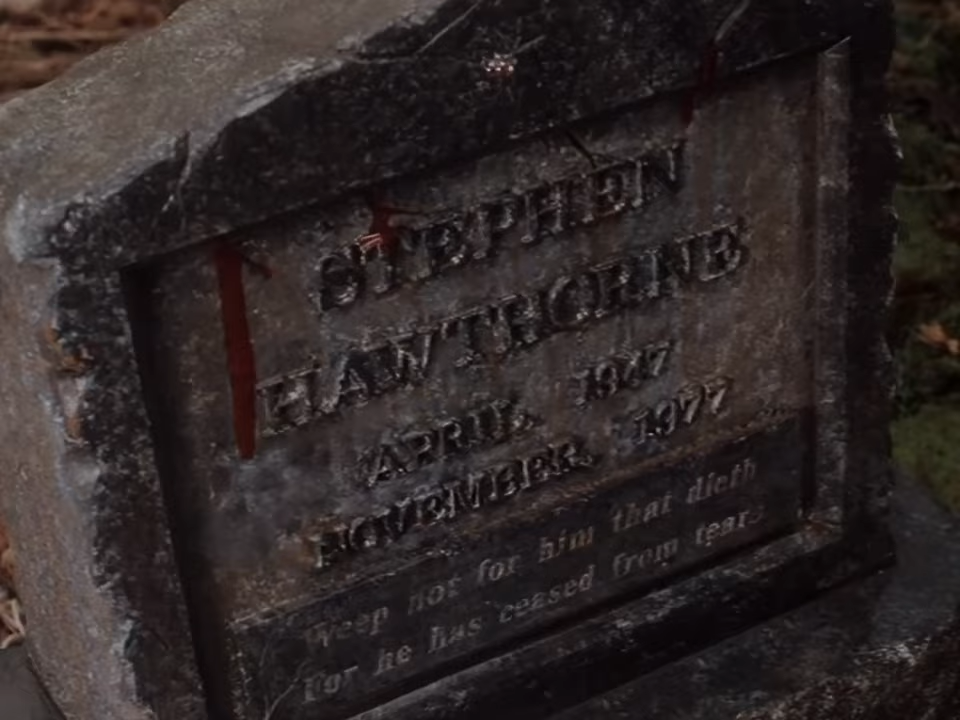 STEPHEN
HAWTHORNE
APRIL, 1947
NOVEMBER, 1977
Weep not for him that dieth
For he has ceased from tears